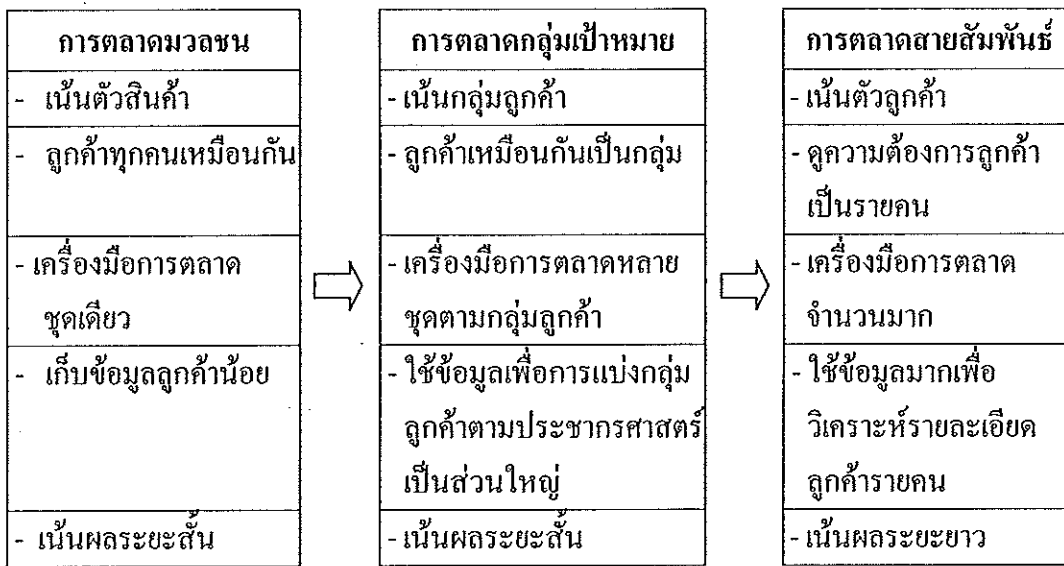 การตลาดมวลชน
- เน้นตัวสินค้า
- ลูกค้าทุกคนเหมือนกัน
- เครื่องมือการตลาด
ชุดเดียว
- เก็บข้อมูลลูกค้าน้อย
- เน้นผลระยะสั้น
การตลาดกลุ่มเป้าหมาย
- เน้นกลุ่มลูกค้า
- ลูกค้าเหมือนกันเป็นกลุ่ม
- เครื่องมือการตลาดหลาย
ชุดตามกลุ่มลูกค้า
- ใช้ข้อมูลเพื่อการแบ่งกลุ่ม
ลูกค้าตามประชากรศาสตร์
เป็นส่วนใหญ่
- เน้นผลระยะสั้น
การตลาดสายสัมพันธ์
- เน้นตัวลูกค้า
- ดูความต้องการลูกค้า
เป็นรายคน
- เครื่องมือการตลาด
จำนวนมาก
- ใช้ข้อมูลมากเพื่อ
วิเคราะห์รายละเอียด
ลูกค้ารายคน
- เน้นผลระยะยาว